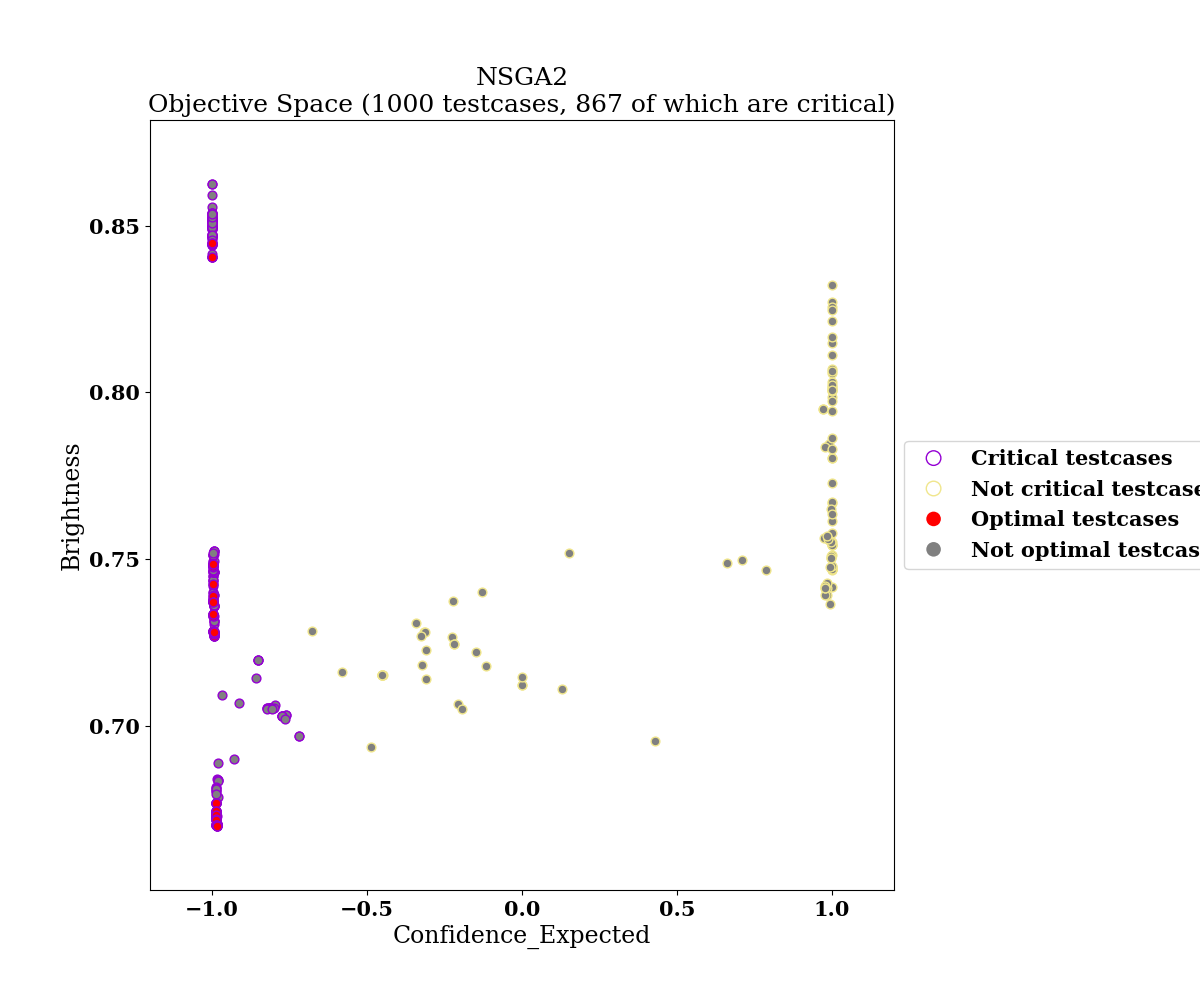 NSGA2
Objective Space (1000 testcases, 867 of which are critical)
0.85
0.80
0.75
0.70
Brightness
−1.0
−0.5
0.0
0.5
1.0
Confidence_Expected
Critical testcases
Not critical testcase
Optimal testcases
Not optimal testcas